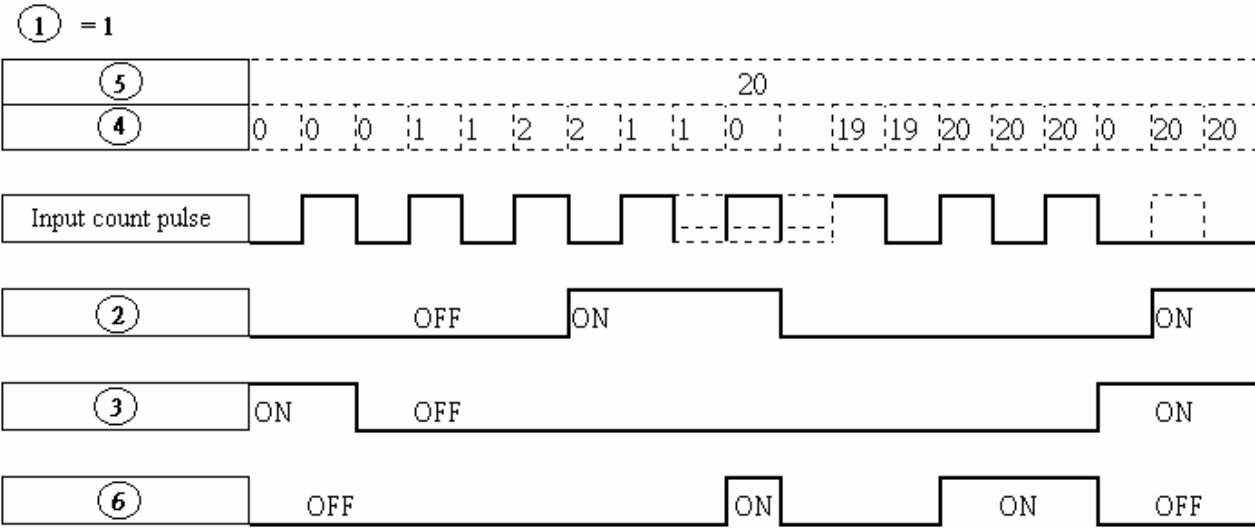 1 = 1
5 20
4 0 0 0 1 1 2 2 1 1 0 19 19 20 20 20 0 20 20
Input count pulse
2 OFF ON ON
3 ON OFF ON
6 OFF ON ON OFF